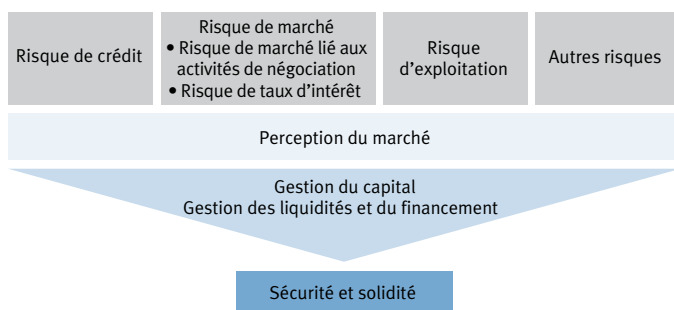 Risque de crédit
Risque de marché
• Risque de marché lié aux
activités de négociation
• Risque de taux d'intérêt
Risque
d'exploitation
Autres risques
Perception du marché
Gestion du capital
Gestion des liquidités et du financement
Sécurité et solidité